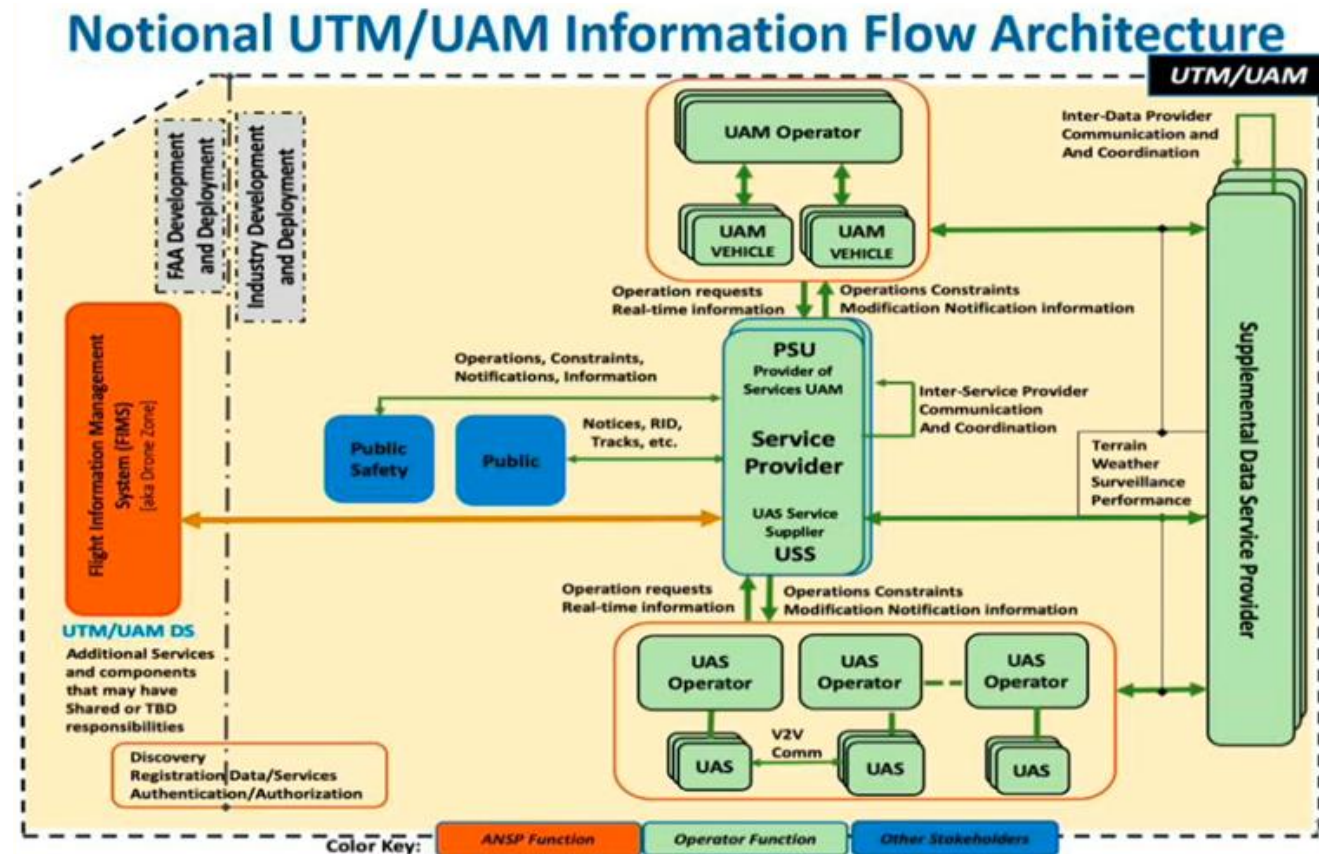 Notional UTM/UAM Information Flow Architecture
UTM/UAM
FAA Development
and Deployment
Industry Development
and Deployment
UAM Operator
UAM
VEHICLE
UAM
VEHICLE
Inter-Data Provider
Communication and
And Coordination
Operation requests
Real-time information
Operations Constraints
Modification Notification information
Flight Information Management
System (FIMS)
[aka Drone Zone]
Operations, Constraints,
Notifications, Information
Public
Safety
Public
Notices, RID,
Tracks, etc.
PSU
Provider of
Services UAM
Service
Provider
UAS Service
Supplier
USS
Inter-Service Provider
Communication
And Coordination
Terrain
Weather
Surveillance
Performance
Supplemental Data Service Provider
Operation requests
Real-time information
Operations Constraints
Modification Notification information
UTM/UAM DS
Additional Services
and components
that may have
Shared or TBD
responsibilities
Discovery
Registration Data/Services
Authentication/Authorization
UAS
Operator
UAS
Operator
UAS
Operator
V2V
Comm
UAS
UAS
UAS
Color Key:
ANSP Function
Operator Function
Other Stakeholders